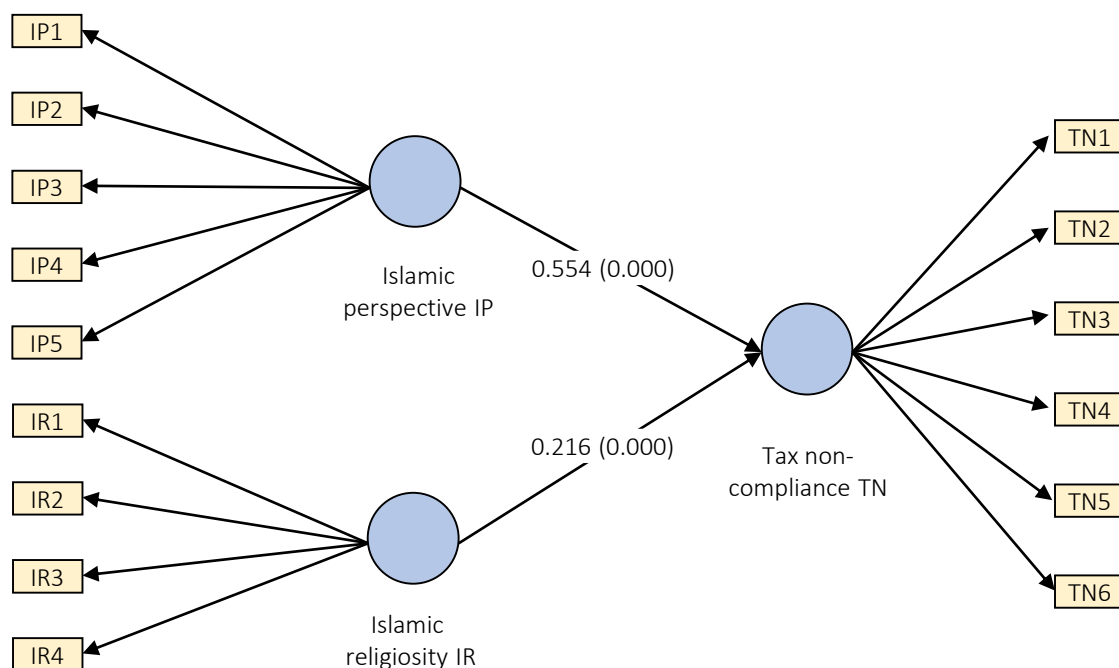 IP1
IP2
IP3
IP4
IP5
IR1
IR2
IR3
IR4
Islamic
perspective IP
Islamic
religiosity IR
0.554 (0.000)
0.216 (0.000)
Tax non-
compliance TN
TN1
TN2
TN3
TN4
TN5
TN6